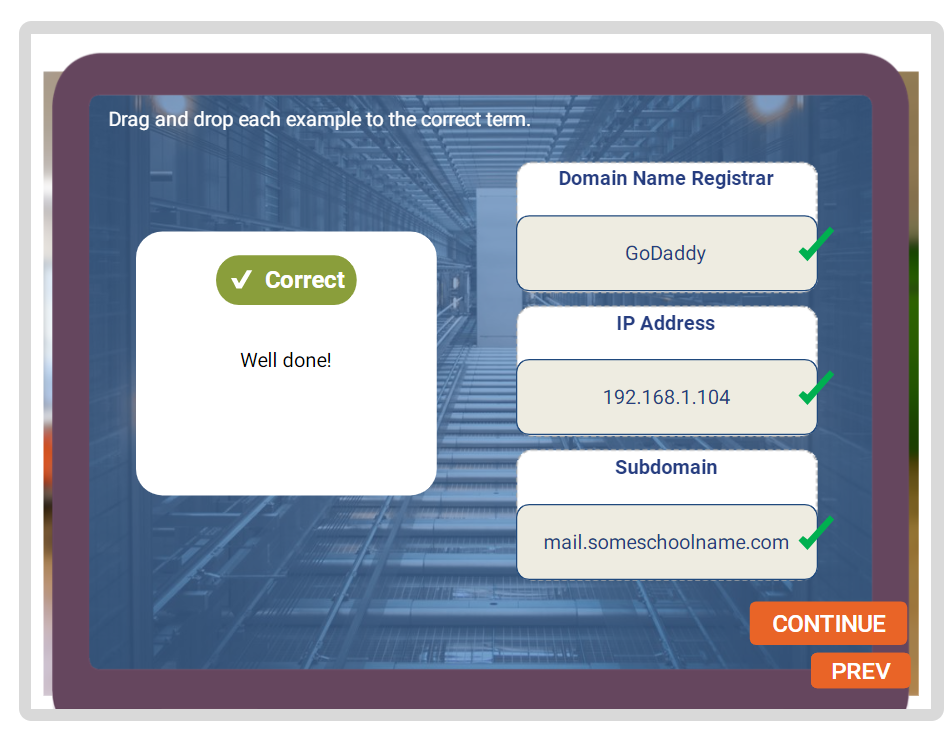 Drag and drop each example to the correct term.
Correct
Well done!
Domain Name Registrar
GoDaddy
IP Address
192.168.1.104
Subdomain
mail.someschoolname.com
CONTINUE
PREV